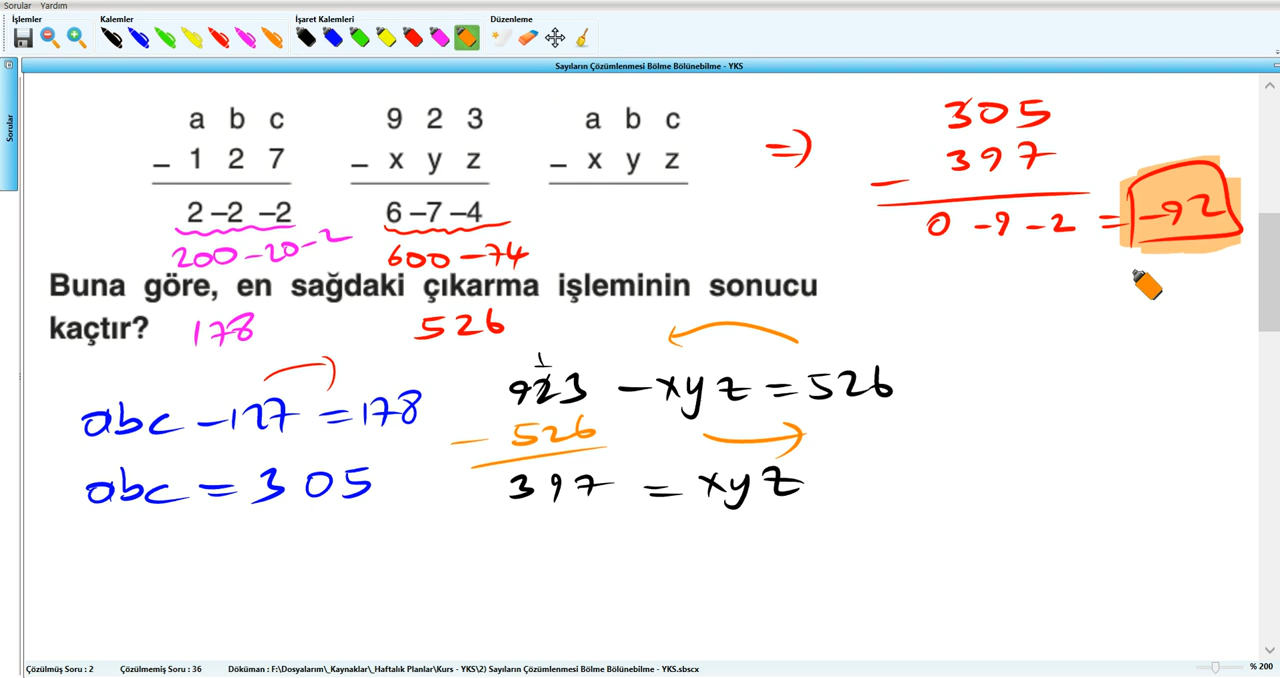 Sorular Yardım
İşlemler Kalemler İşaret Kalemleri Düzenleme
Sayıların Çözümlenmesi Bölme Bölünebilme - YKS
Sorular
a b c
- 1 2 7
2 -2 -2
200-20-2
178
9 2 3
- x y z
6 -7 -4
600-74
526
a b c
- x y z
=>
305
397
-
0 -9 -2 = -92
Buna göre, en sağdaki çıkarma işleminin sonucu
kaçtır?
abc -127 = 178
abc = 305
1
923 - xyz = 526
- 526
397 = xyz
Çözülmüş Soru : 2 Çözülmemiş Soru : 36 Döküman : F:\Dosyalarım\_Kaynaklar\_Haftalık Planlar\Kurs - YKS\2) Sayıların Çözümlenmesi Bölme Bölünebilme - YKS.sbscx % 200